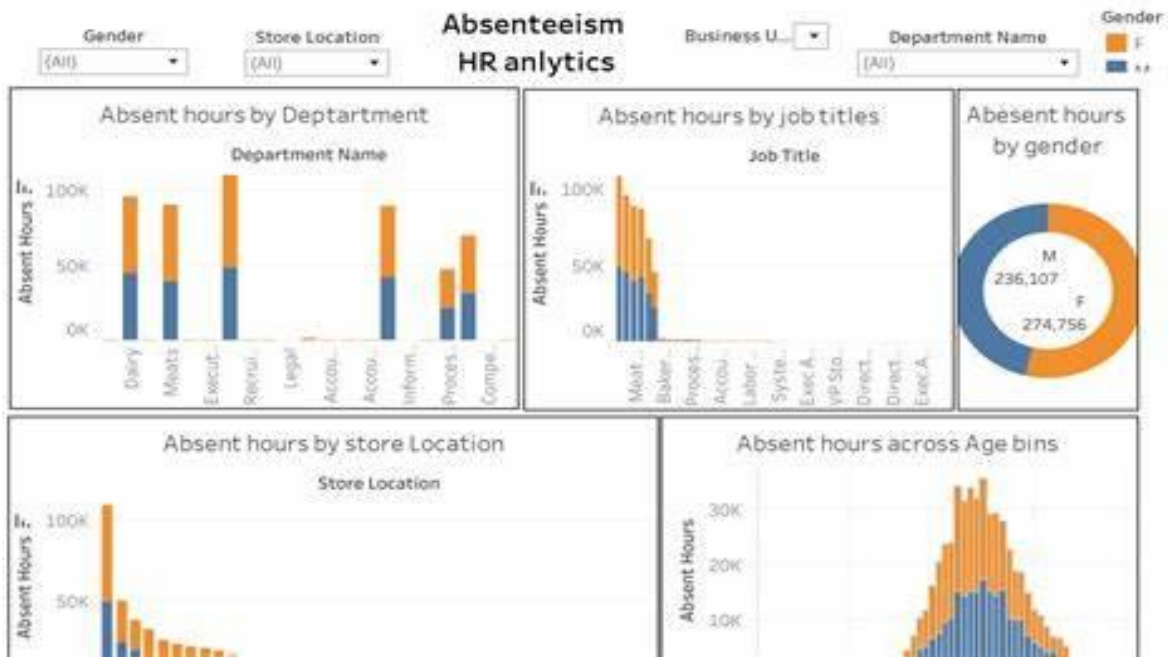 Gender
(All)
Store Location
(All)
Absenteeism
HR anlytics
Business U...
Department Name
(All)
Gender
F
Absent hours by Deptartment
Department Name
Absent Hours
100K
50K
0K
Dairy
Meats
Execut..
Recrui..
Legal
Accou..
Accou..
Inform..
Proces..
Compe..
Absent hours by job titles
Job Title
Absent Hours
100K
50K
0K
Meat ..
Baker..
Proces..
Accou..
Labor ..
Syste..
Exec A..
VP Sto..
Direct..
Direct..
Exec A..
Abesent hours
by gender
M
236,107
F
274,756
Absent hours by store Location
Store Location
Absent Hours
100K
50K
Absent hours across Age bins
Absent Hours
30K
20K
10K